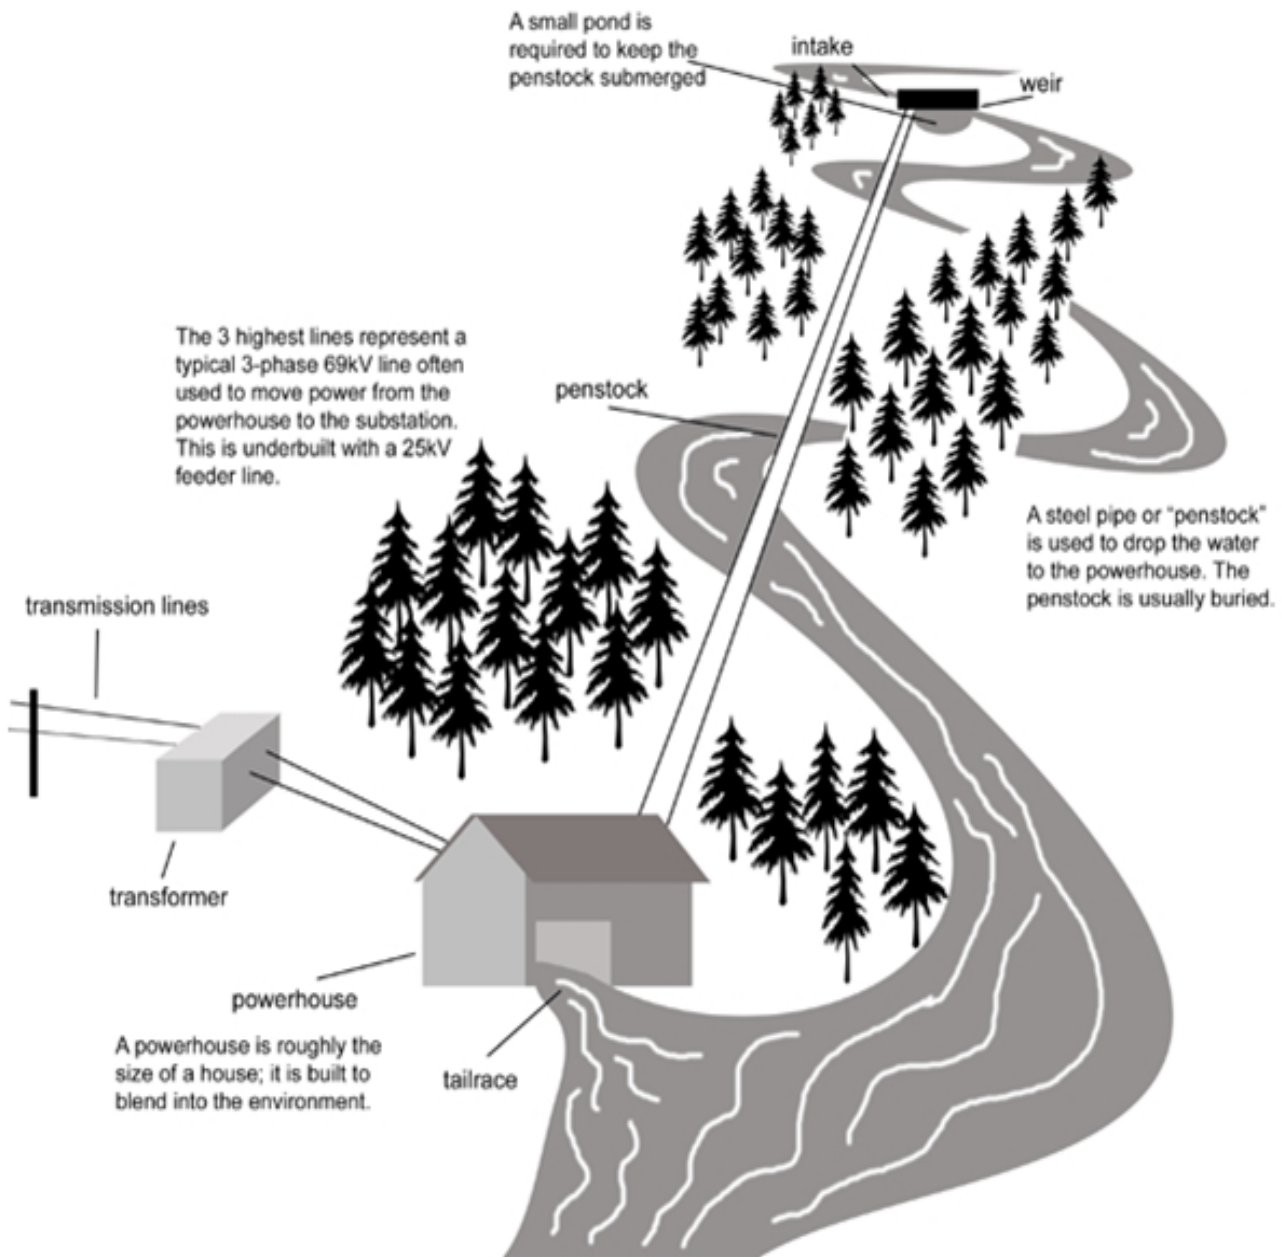 A small pond is
required to keep the
penstock submerged
intake
weir
The 3 highest lines represent a
typical 3-phase 69kV line often
used to move power from the
powerhouse to the substation.
This is underbuilt with a 25kV
feeder line.
penstock
A steel pipe or “penstock”
is used to drop the water
to the powerhouse. The
penstock is usually buried.
transmission lines
transformer
powerhouse
A powerhouse is roughly the
size of a house; it is built to
blend into the environment.
tailrace